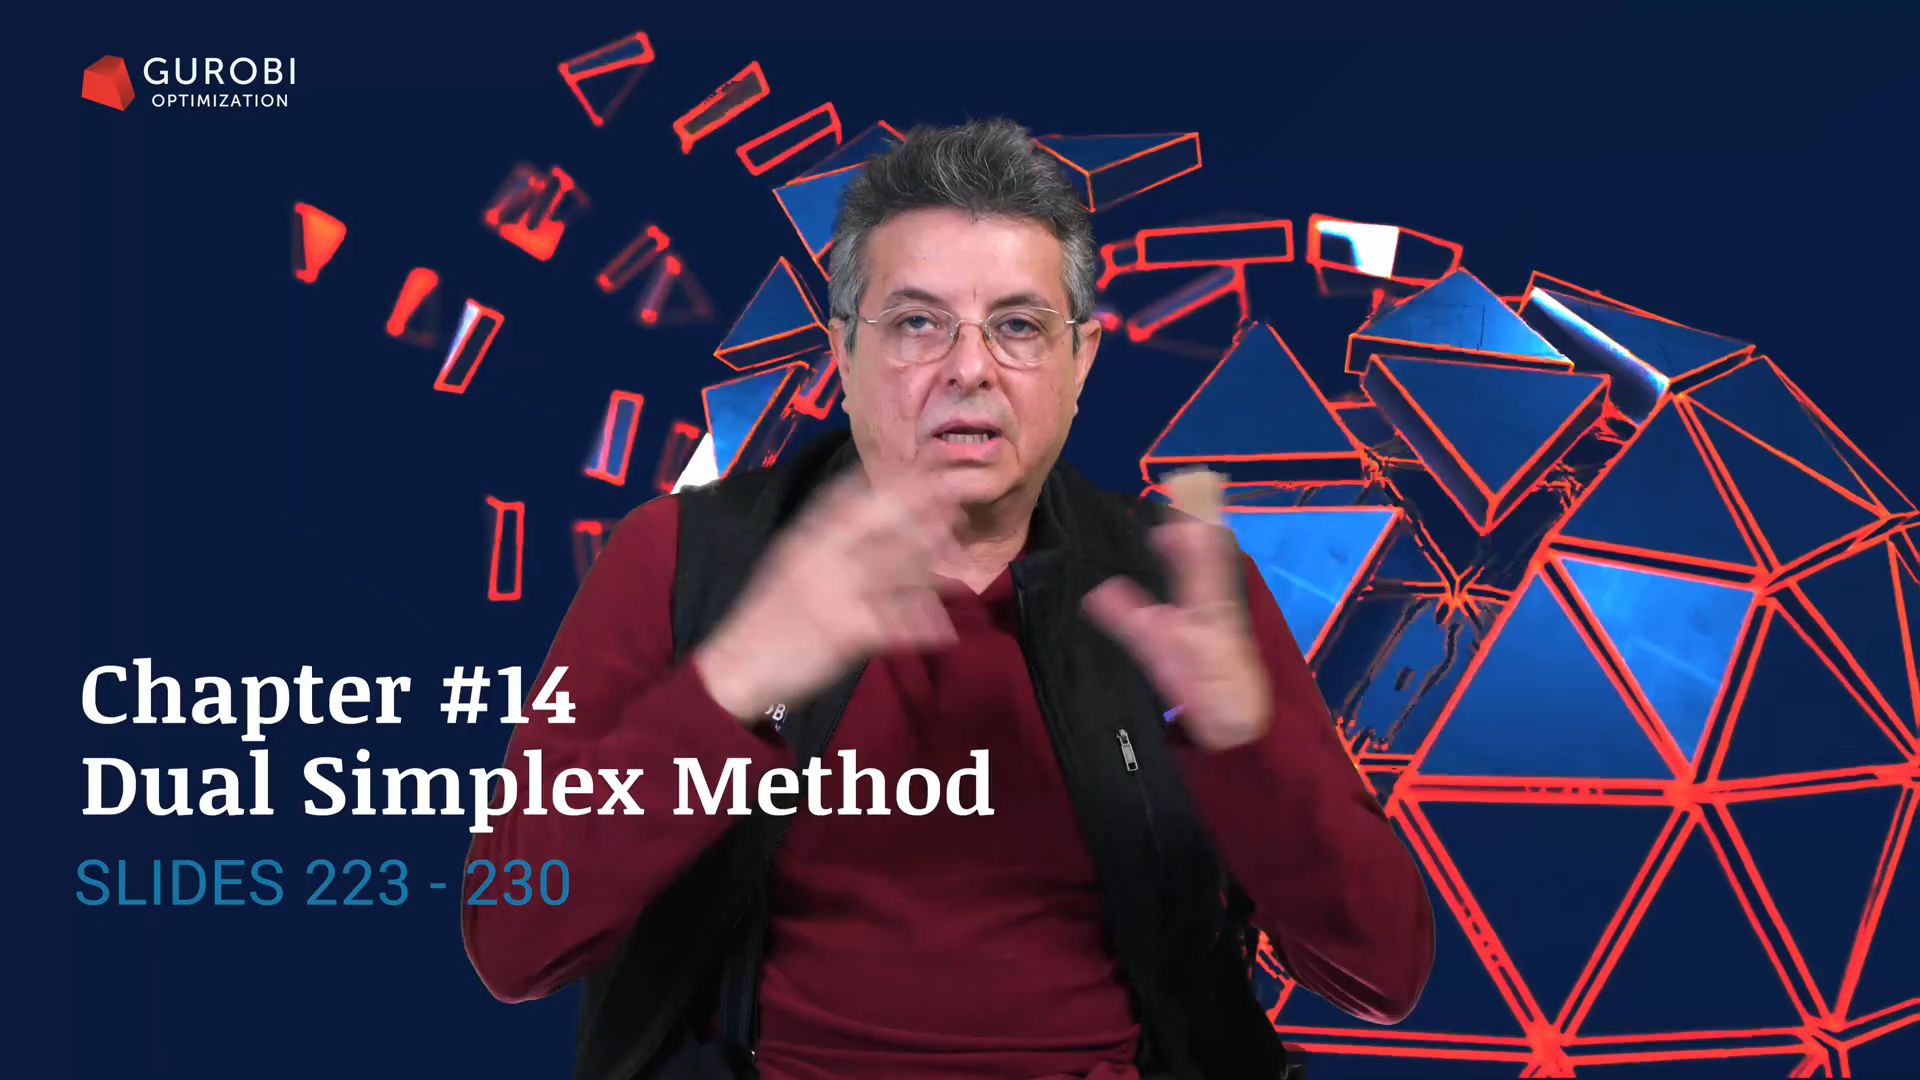 GUROBI
OPTIMIZATION
Chapter #14
Dual Simplex Method
SLIDES 223 - 230